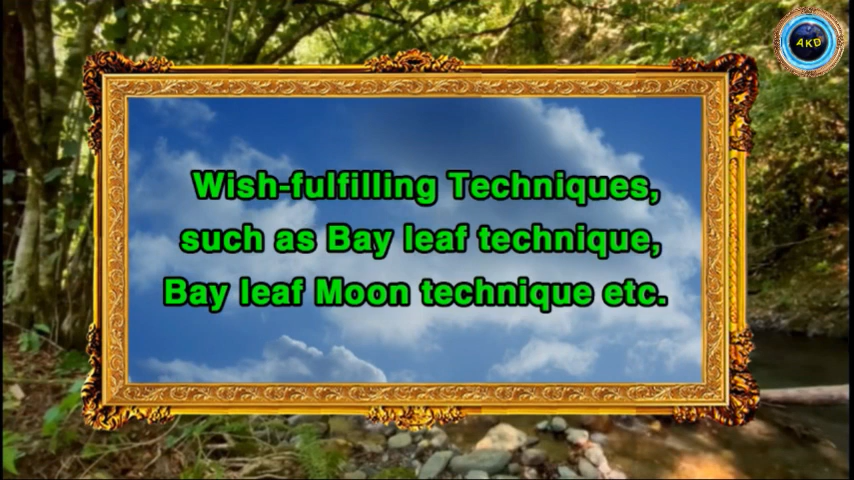 AKD
Wish-fulfilling Techniques,
such as Bay leaf technique,
Bay leaf Moon technique etc.